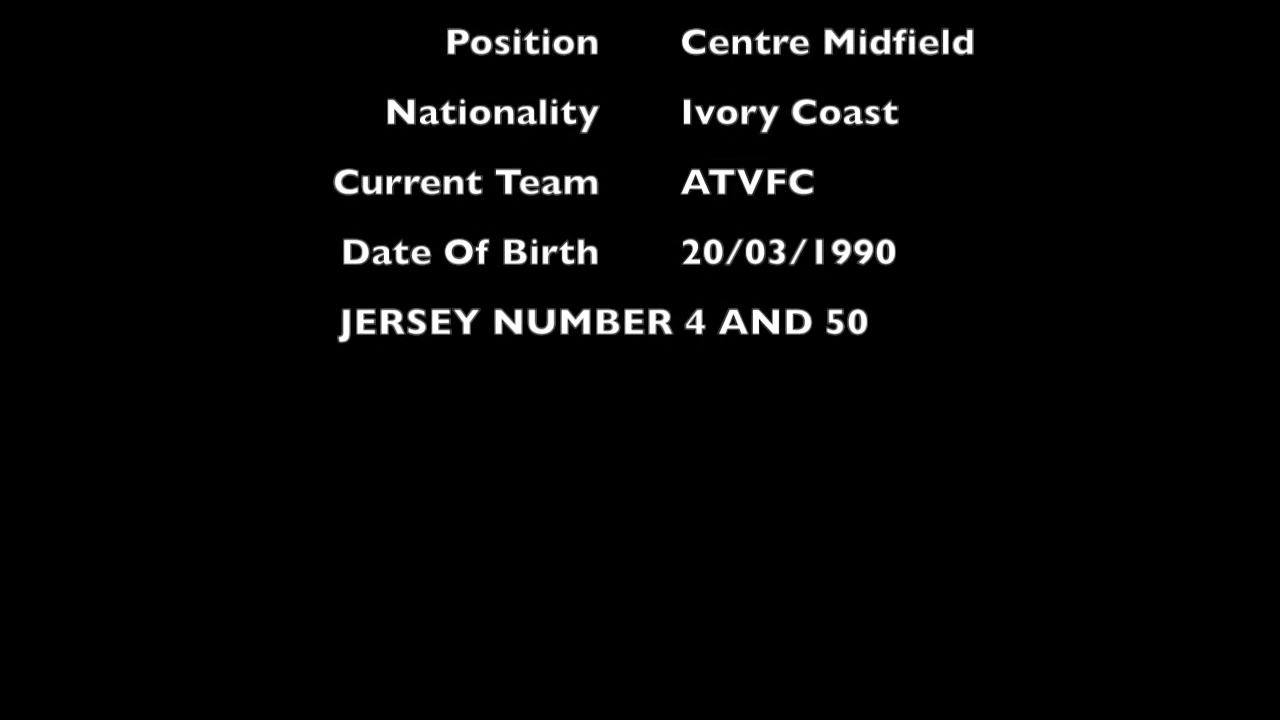 Position Centre Midfield
Nationality Ivory Coast
Current Team ATVFC
Date Of Birth 20/03/1990
JERSEY NUMBER 4 AND 50